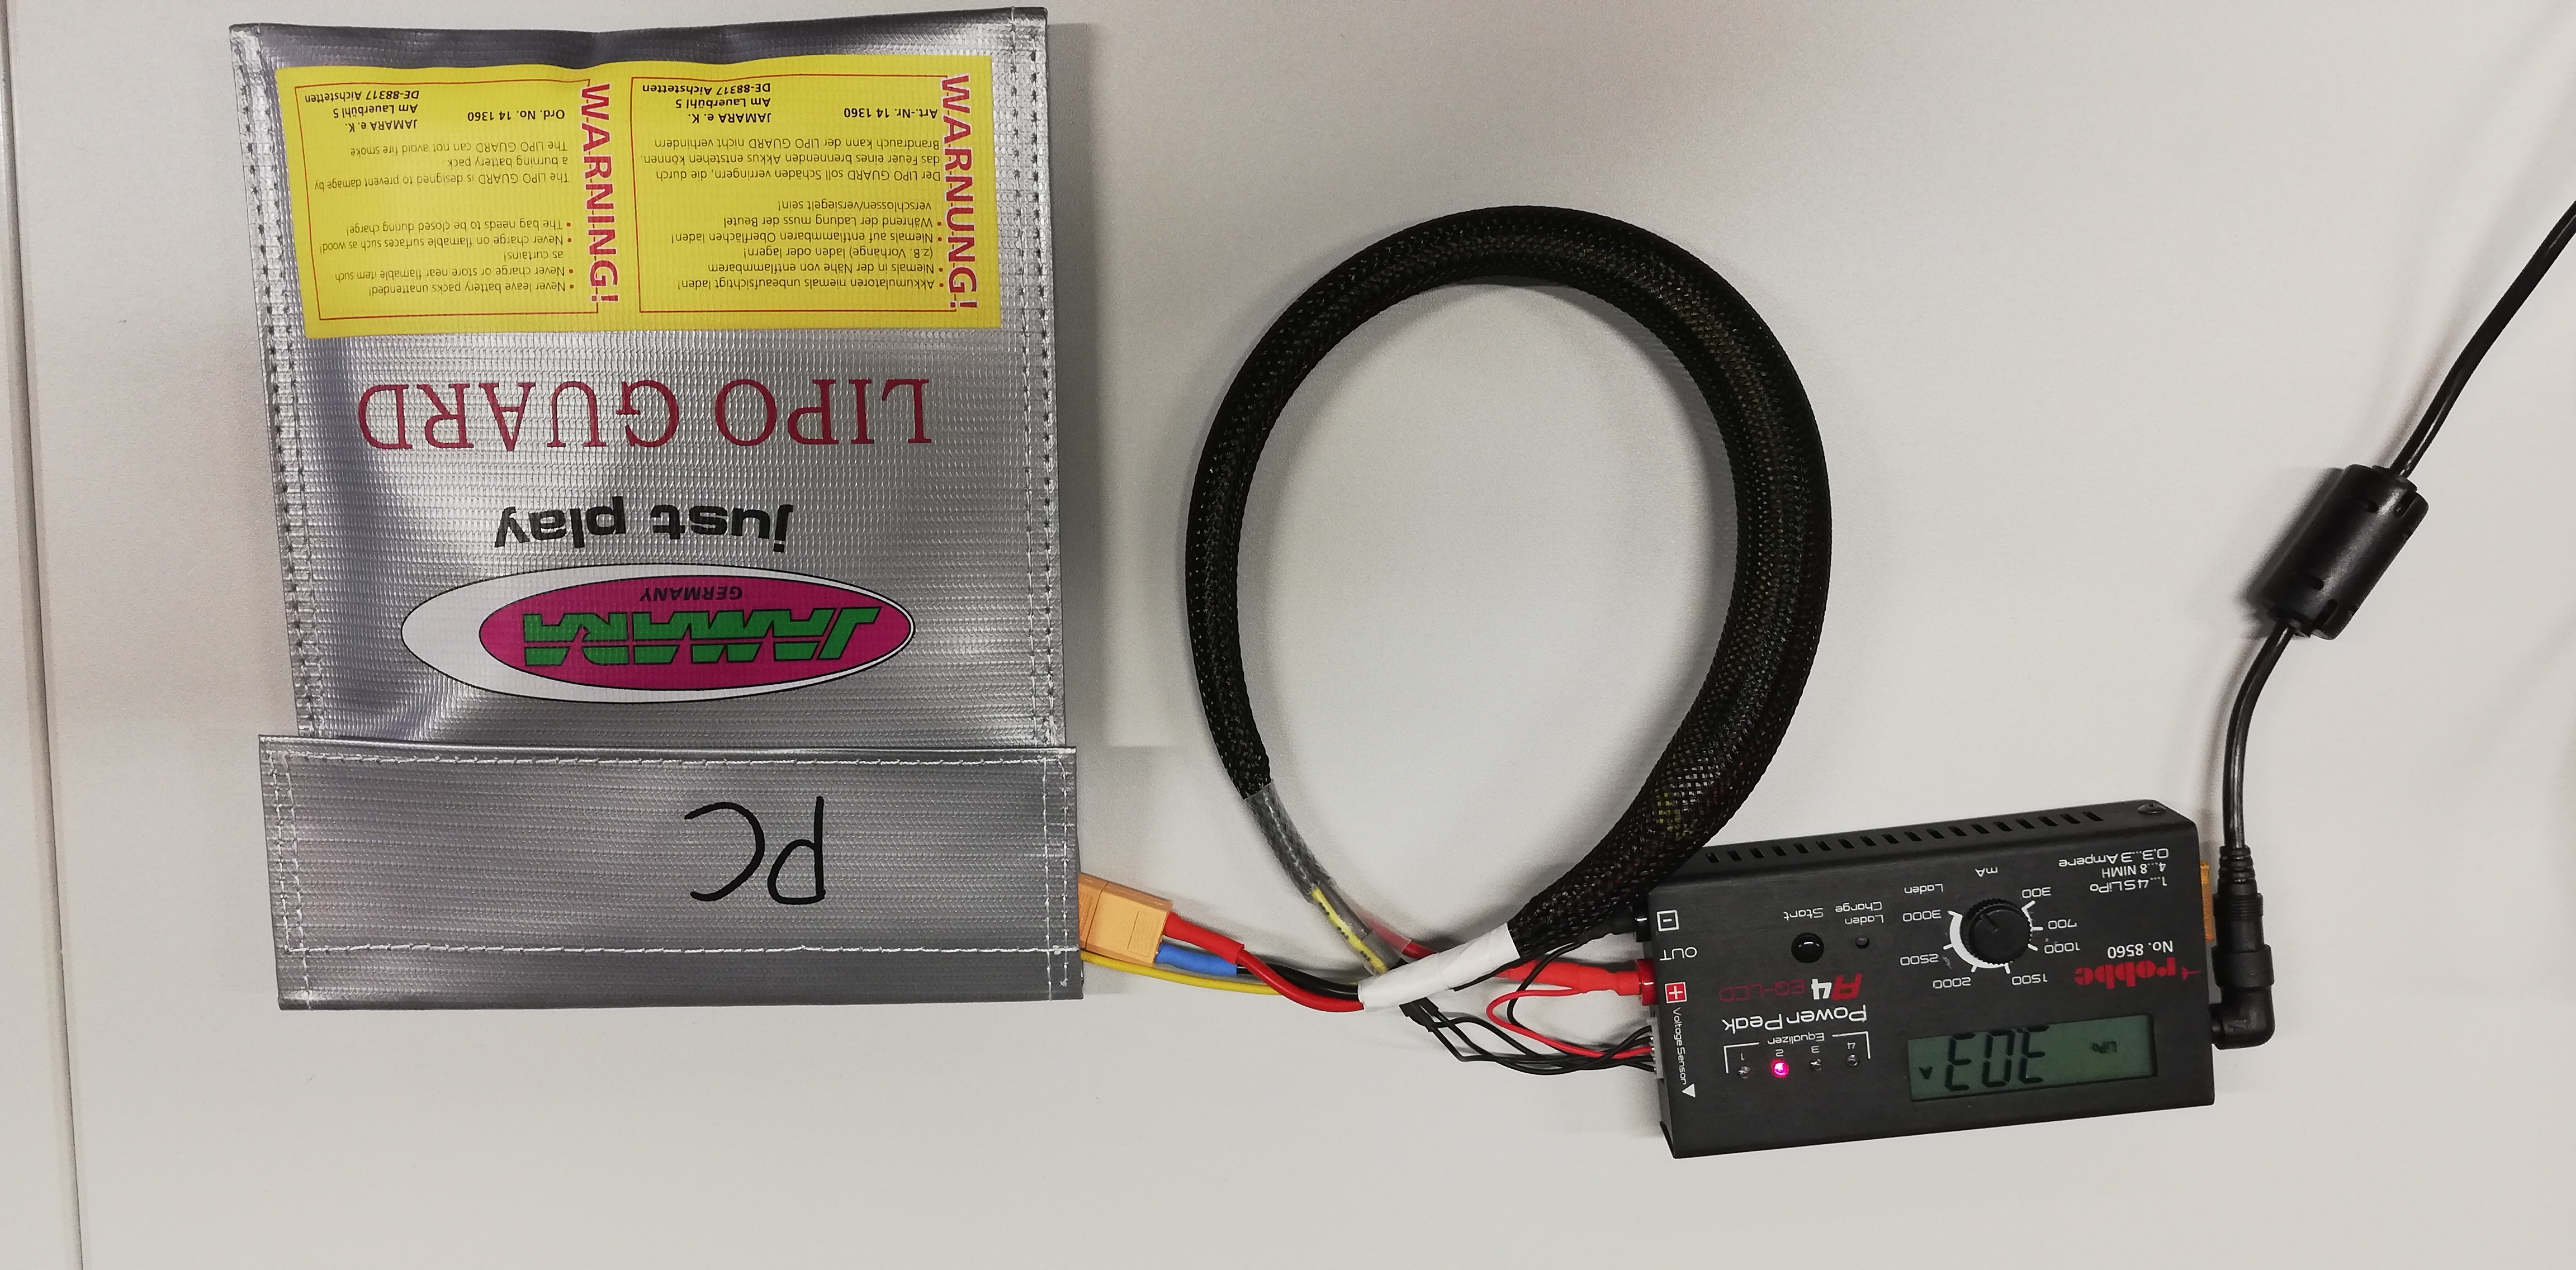 PC
JAMARA
GERMANY
just play
LIPO GUARD
WARNUNG!
• Akkumulatoren niemals unbeaufsichtigt laden!
• Niemals in der Nähe von entflammbarem
(z.B. Vorhänge) laden oder lagern!
• Niemals auf entflammbaren Oberflächen laden!
• Während der Ladung muss der Beutel
verschlossen/versiegelt sein!
Der LIPO GUARD soll Schäden verringern, die durch
das Feuer eines brennenden Akkus entstehen können.
Brandrauch kann der LIPO GUARD nicht verhindern
Art.-Nr. 14 1360
JAMARA e. K.
Am Lauerbühl 5
DE-88317 Aichstetten
WARNING!
• Never leave battery packs unattended!
• Never charge or store near flamable item such
as curtains!
• Never charge on flamable surfaces such as wood!
• The bag needs to be closed during charge!
The LIPO GUARD is designed to prevent damage by
a burning battery pack
The LIPO GUARD can not avoid fire smoke
Ord. No. 14 1360
JAMARA e. K.
Am Lauerbühl 5
DE-88317 Aichstetten
LiPo
3.03 A
4 3 2 1
Equalizer
Power Peak
A4 EQ-LCD
robbe
No. 8560
1...4S LiPo
4...8 NiMH
0,3...3 Ampere
300
700
1000
1500
2000
2500
3000
mA
Laden
Laden
Charge
Start
OUT
+
-
Voltage Sensor